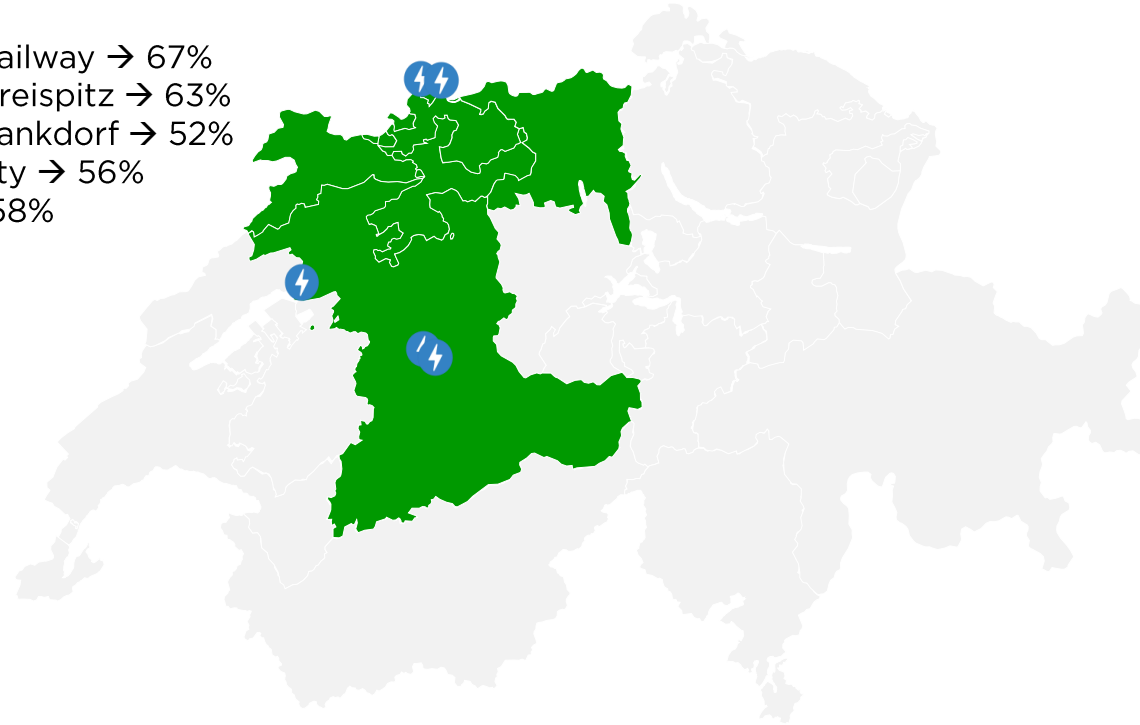 ailway → 67%
reispitz → 63%
ankdorf → 52%
ty → 56%
58%